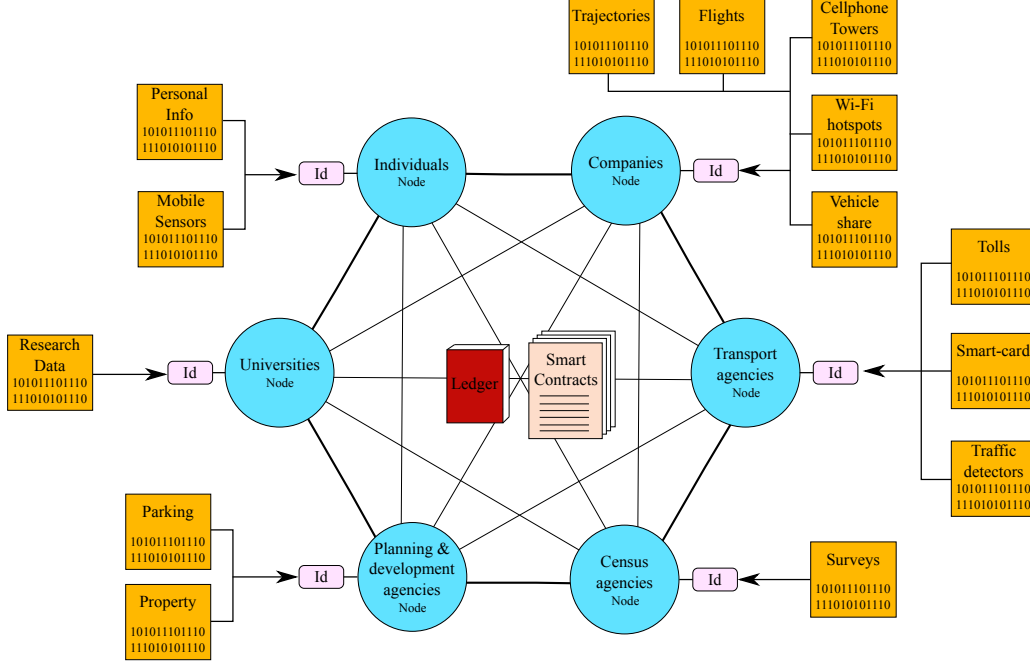 Trajectories
101011101110
111010101110
Flights
101011101110
111010101110
Cellphone
Towers
101011101110
111010101110
Personal
Info
101011101110
111010101110
Wi-Fi
hotspots
101011101110
111010101110
Individuals
Node
Id
Companies
Node
Id
Mobile
Sensors
101011101110
111010101110
Vehicle
share
101011101110
111010101110
Tolls
101011101110
111010101110
Research
Data
101011101110
111010101110
Id
Universities
Node
Ledger
Smart
Contracts
Transport
agencies
Node
Id
Smart-card
101011101110
111010101110
Traffic
detectors
101011101110
111010101110
Parking
101011101110
111010101110
Property
101011101110
111010101110
Id
Planning &
development
agencies
Node
Census
agencies
Node
Id
Surveys
101011101110
111010101110